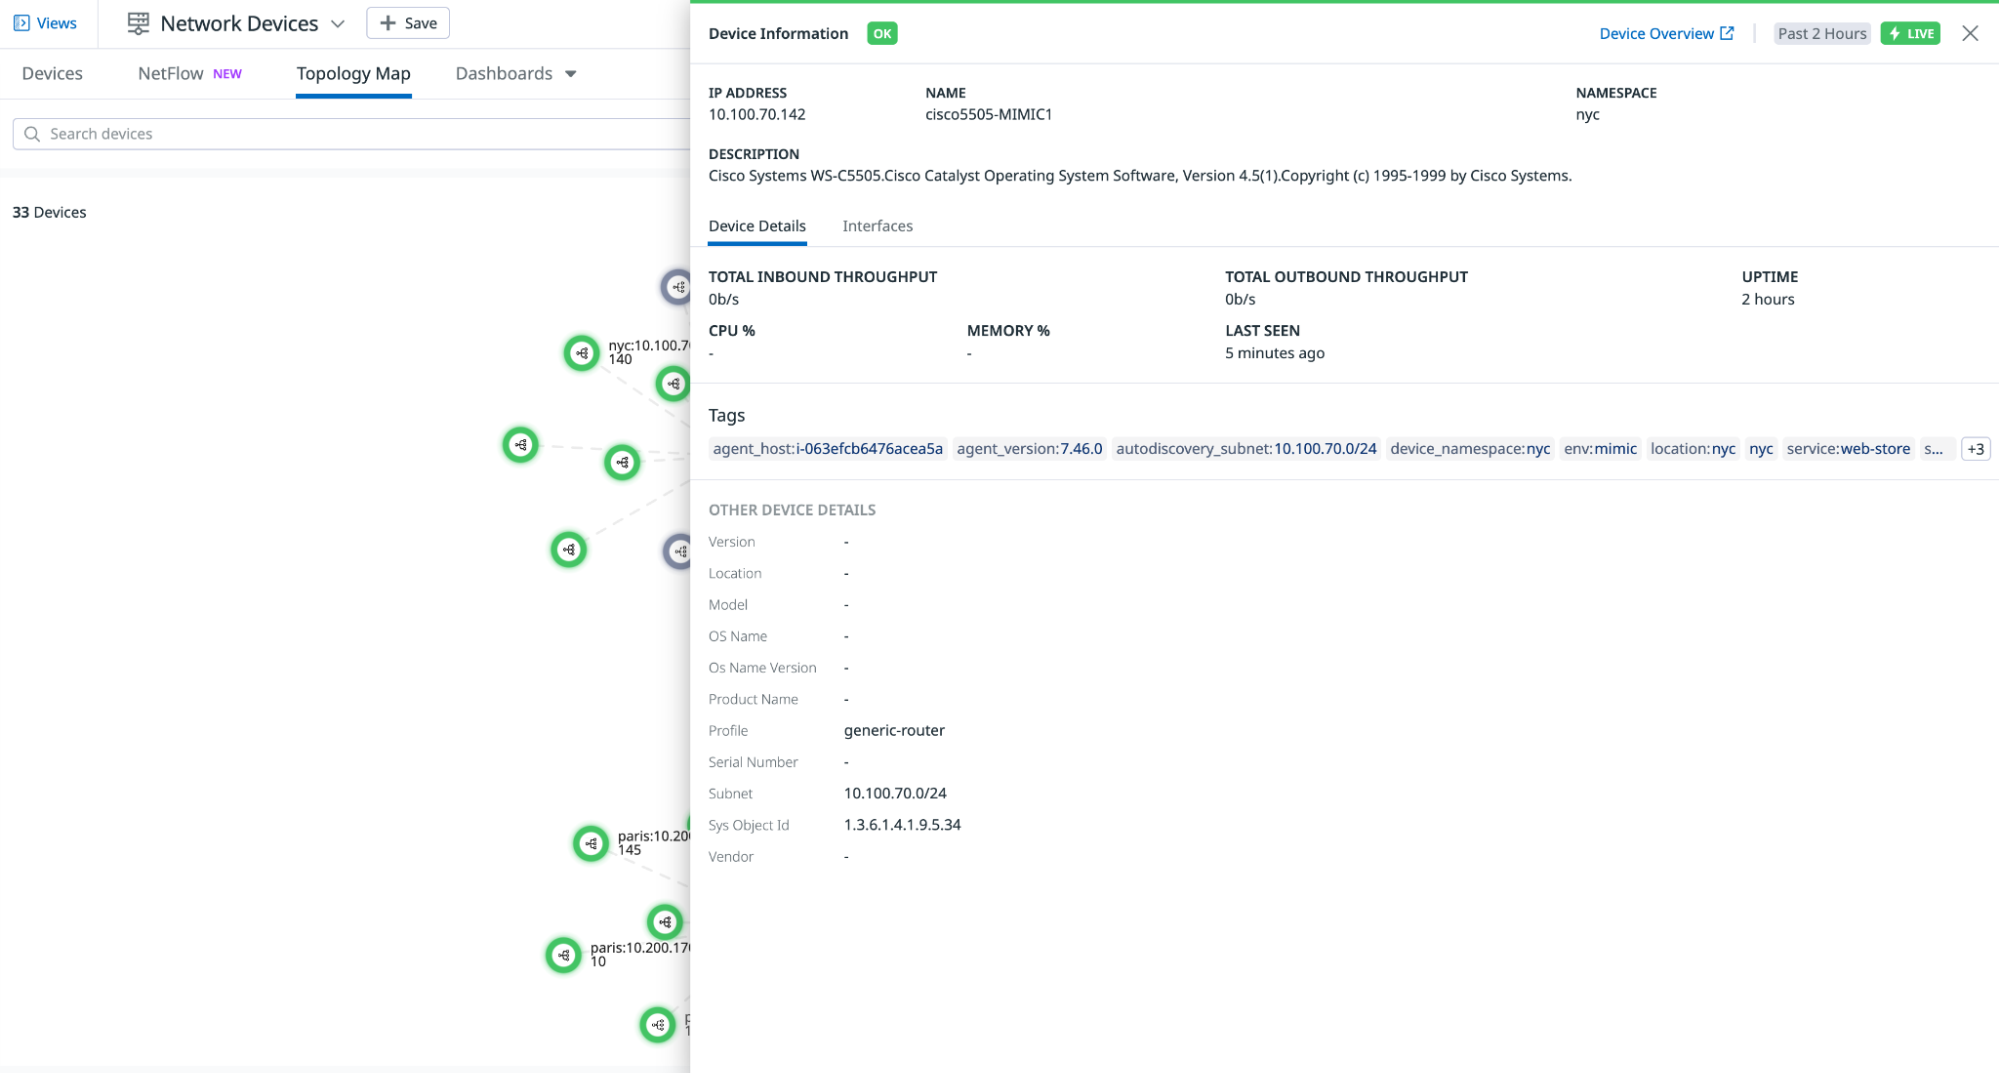 Views
Network Devices
Save
Devices
NetFlow NEW
Topology Map
Dashboards
Search devices
33 Devices
nyc:10.100.70
140
paris:10.200
145
paris:10.200.170
10
Device Information OK
Device Overview
Past 2 Hours
LIVE
IP ADDRESS
10.100.70.142
NAME
cisco5505-MIMIC1
NAMESPACE
nyc
DESCRIPTION
Cisco Systems WS-C5505.Cisco Catalyst Operating System Software, Version 4.5(1).Copyright (c) 1995-1999 by Cisco Systems.
Device Details
Interfaces
TOTAL INBOUND THROUGHPUT
0b/s
TOTAL OUTBOUND THROUGHPUT
0b/s
UPTIME
2 hours
CPU %
-
MEMORY %
-
LAST SEEN
5 minutes ago
Tags
agent_host:i-063efcb6476acea5a agent_version:7.46.0 autodiscovery_subnet:10.100.70.0/24 device_namespace:nyc env:mimic location:nyc nyc service:web-store s... +3
OTHER DEVICE DETAILS
Version -
Location -
Model -
OS Name -
Os Name Version -
Product Name -
Profile generic-router
Serial Number -
Subnet 10.100.70.0/24
Sys Object Id 1.3.6.1.4.1.9.5.34
Vendor -